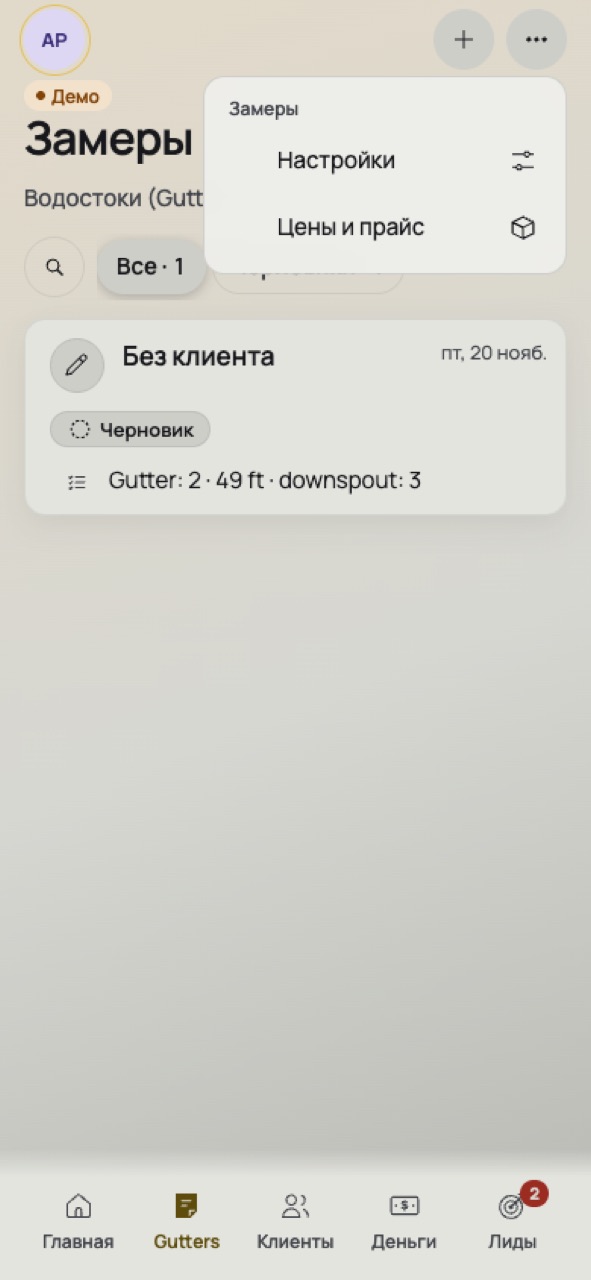 AP
Демо
Замеры
Замеры
Настройки
Водостоки (Gutt
Цены и прайс
Все · 1
Без клиента
пт, 20 нояб.
Черновик
Gutter: 2 · 49 ft · downspout: 3
2
Главная
Gutters
Клиенты
Деньги
Лиды